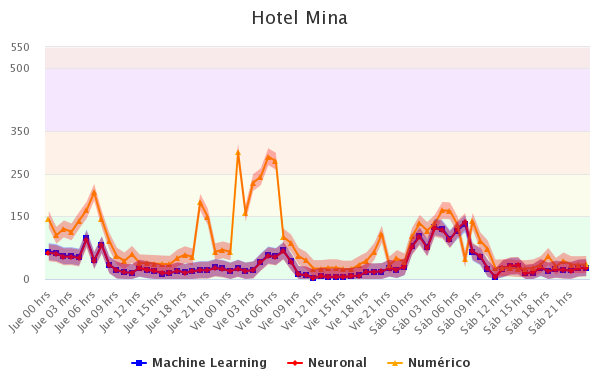 Hotel Mina
550
500
350
250
150
0
Jue 00 hrs
Jue 03 hrs
Jue 06 hrs
Jue 09 hrs
Jue 12 hrs
Jue 15 hrs
Jue 18 hrs
Jue 21 hrs
Vie 00 hrs
Vie 03 hrs
Vie 06 hrs
Vie 09 hrs
Vie 12 hrs
Vie 15 hrs
Vie 18 hrs
Vie 21 hrs
Sáb 00 hrs
Sáb 03 hrs
Sáb 06 hrs
Sáb 09 hrs
Sáb 12 hrs
Sáb 15 hrs
Sáb 18 hrs
Sáb 21 hrs
Machine Learning Neuronal Numérico